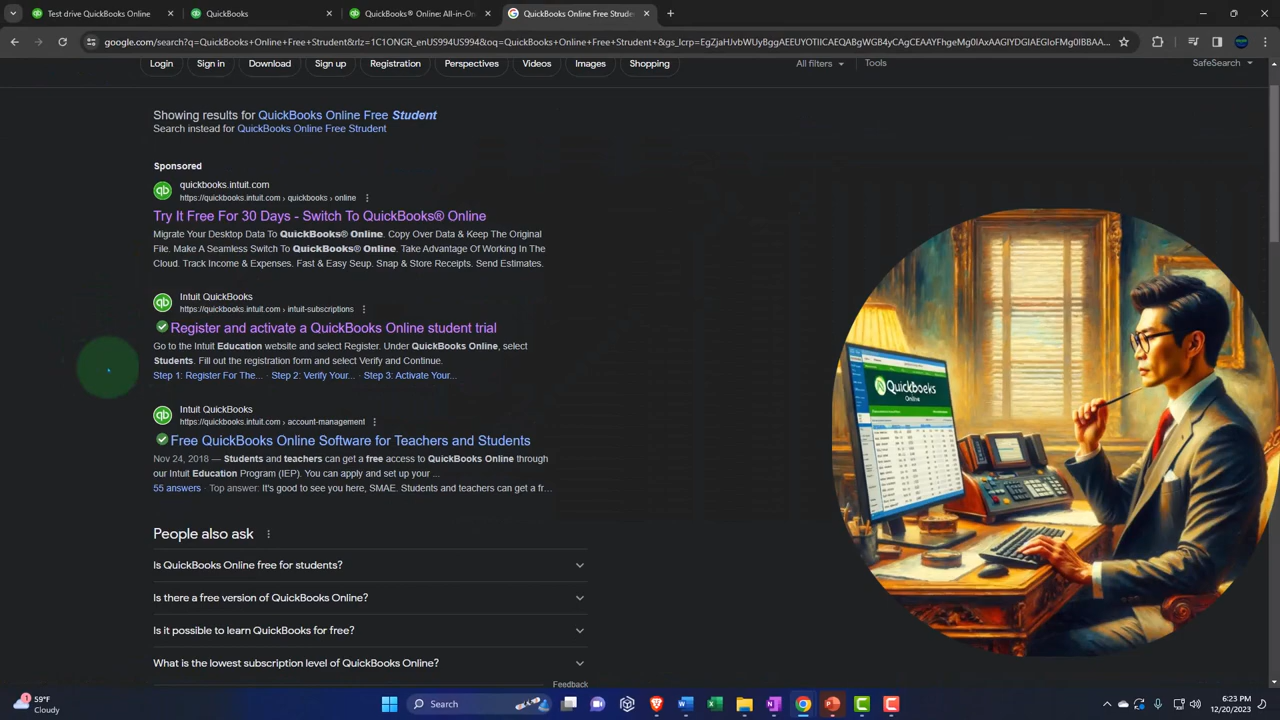 Test drive QuickBooks Online
QuickBooks
QuickBooks® Online: All-in-On
QuickBooks Online Free Stude
google.com/search?q=QuickBooks+Online+Free+Strudent&rlz=1C1ONGR_enUS994US994&oq=QuickBooks+Online+Free+Strudent+&gs_lcrp=
Login
Sign in
Download
Sign up
Registration
Perspectives
Videos
Images
Shopping
All filters
Tools
SafeSearch
Showing results for QuickBooks Online Free Student
Search instead for QuickBooks Online Free Strudent
Sponsored
quickbooks.intuit.com
https://quickbooks.intuit.com › quickbooks › online
Try It Free For 30 Days - Switch To QuickBooks® Online
Migrate Your Desktop Data To QuickBooks® Online. Copy Over Data & Keep The Original
File. Make A Seamless Switch To QuickBooks® Online. Take Advantage Of Working In The
Cloud. Track Income & Expenses. Fast & Easy Seup. Snap & Store Receipts. Send Estimates.
Intuit QuickBooks
https://quickbooks.intuit.com › intuit-subscriptions
Register and activate a QuickBooks Online student trial
Go to the Intuit Education website and select Register. Under QuickBooks Online, select
Students. Fill out the registration form and select Verify and Continue.
Step 1: Register For The... · Step 2: Verify Your... · Step 3: Activate Your...
Intuit QuickBooks
https://quickbooks.intuit.com › account-management
Free QuickBooks Online Software for Teachers and Students
Nov 24, 2018 — Students and teachers can get a free access to QuickBooks Online through
our Intuit Education Program (IEP). You can apply and set up your ...
55 answers · Top answer: It's good to see you here, SMAE. Students and teachers can get a fr...
People also ask
Is QuickBooks Online free for students?
Is there a free version of QuickBooks Online?
Is it possible to learn QuickBooks for free?
What is the lowest subscription level of QuickBooks Online?
Feedback
QuickBeeks
Online
1
59°F
Cloudy
Search
6:23 PM
12/20/2023